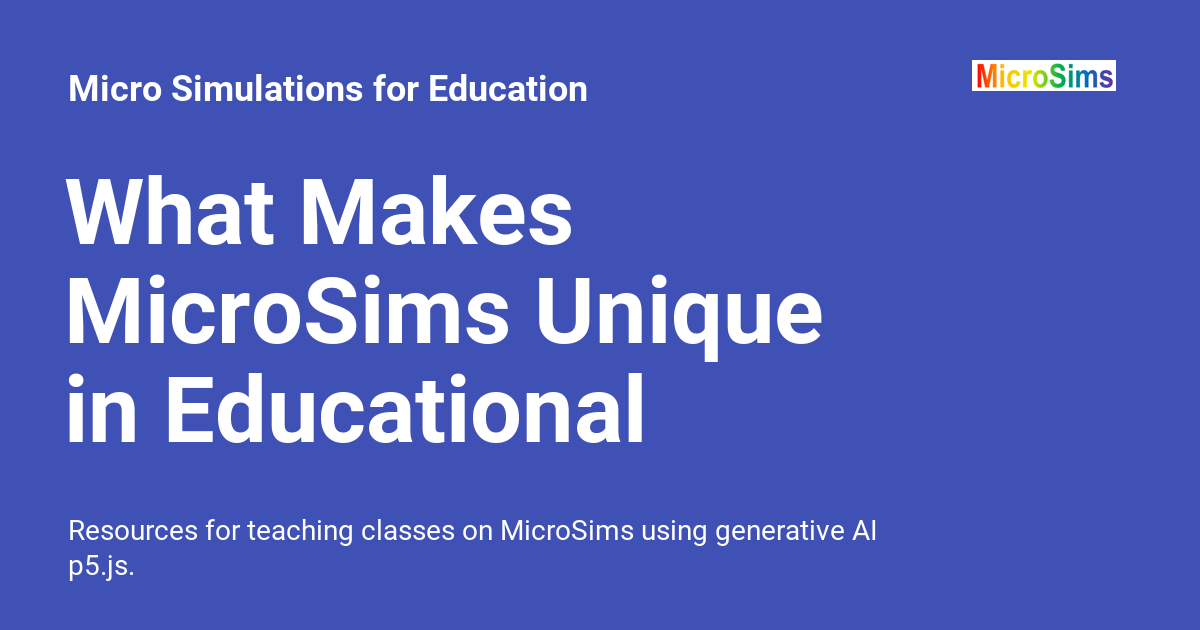 Micro Simulations for Education
MicroSims
What Makes
MicroSims Unique
in Educational
Resources for teaching classes on MicroSims using generative AI
p5.js.